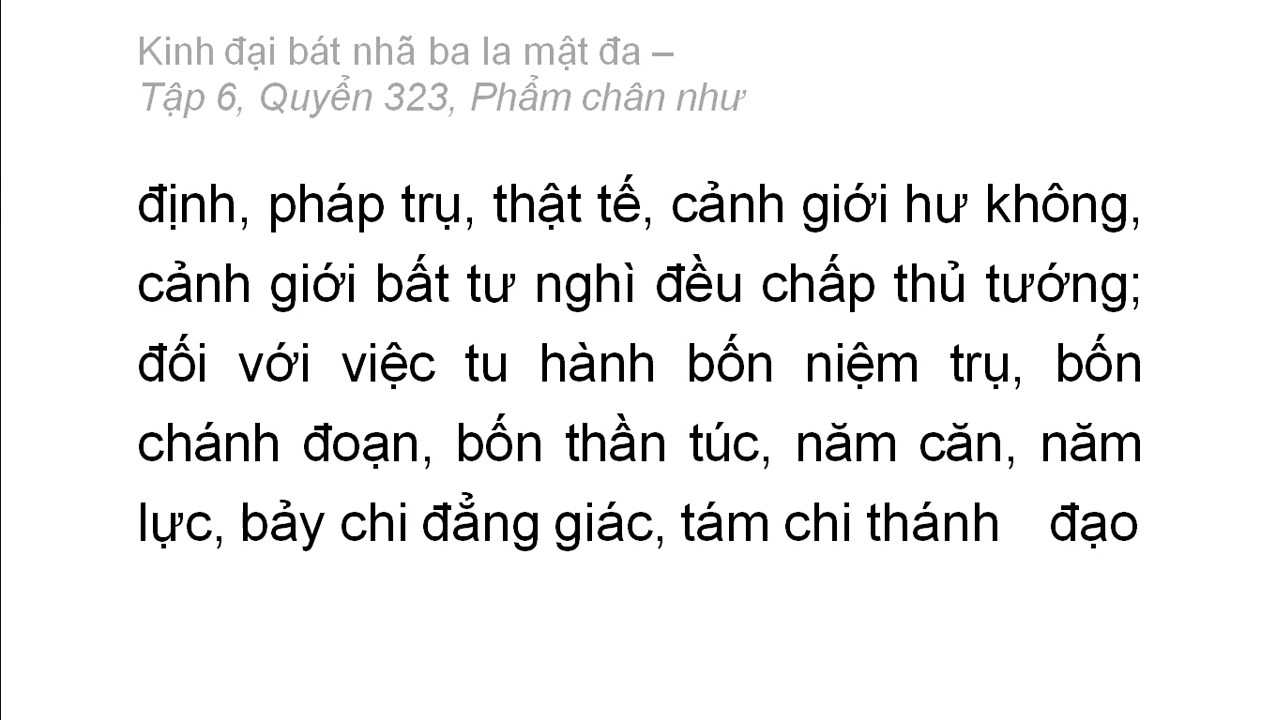 Kinh đại bát nhã ba la mật đa –
Tập 6, Quyển 323, Phẩm chân như
định, pháp trụ, thật tế, cảnh giới hư không,
cảnh giới bất tư nghì đều chấp thủ tướng;
đối với việc tu hành bốn niệm trụ, bốn
chánh đoạn, bốn thần túc, năm căn, năm
lực, bảy chi đẳng giác, tám chi thánh đạo